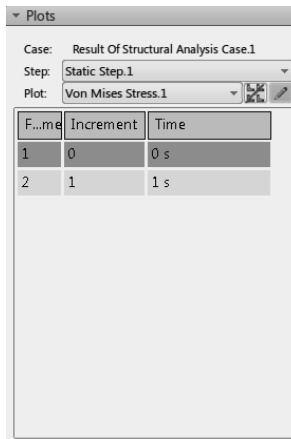 Plots
Case: Result Of Structural Analysis Case.1
Step: Static Step.1
Plot: Von Mises Stress.1
F...me Increment Time
1 0 0 s
2 1 1 s